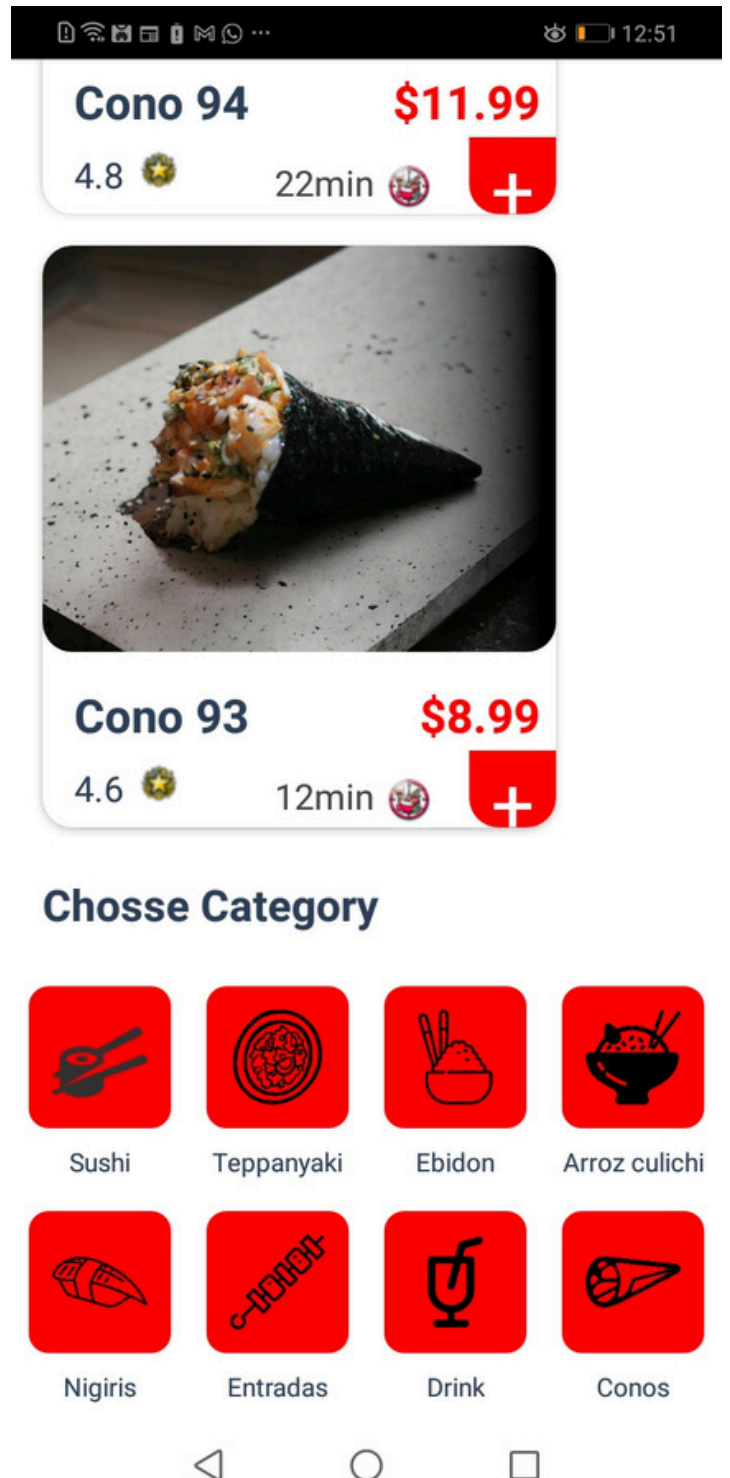 12:51
Cono 94 $11.99
4.8 22min +
Cono 93 $8.99
4.6 12min +
Chosse Category
Sushi Teppanyaki Ebidon Arroz culichi
Nigiris Entradas Drink Conos